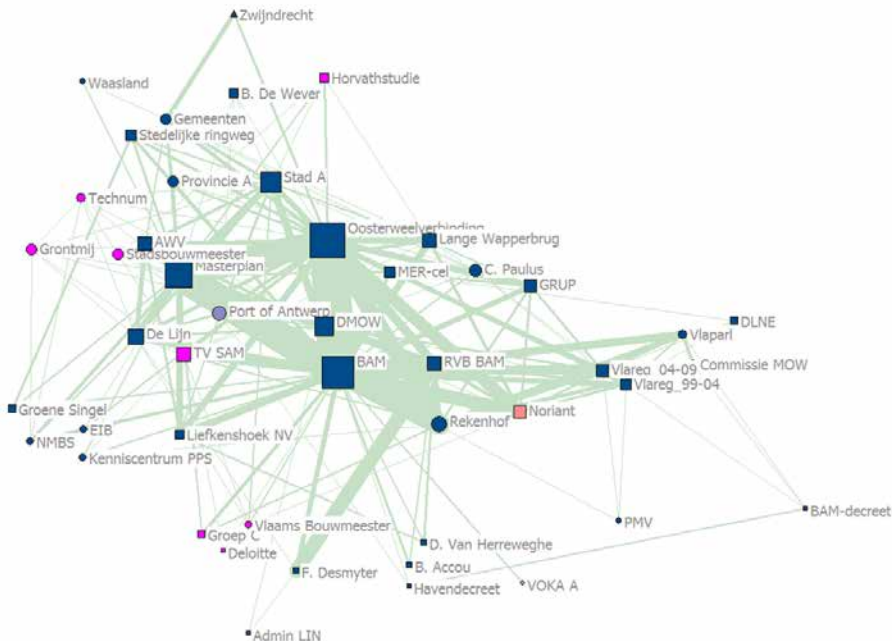 Zwijndrecht
Waasland
Horvathstudie
B. De Wever
Gemeenten
Stedelijke ringweg
Provincie A
Stad A
Technum
Oosterweelverbinding
AWV
Lange Wapperbrug
Grontmij
Stadsbouwmeester
Masterplan
MER-cel
C. Paulus
GRUP
Port of Antwerp
DMOW
DLNE
De Lijn
Vlaparl
TV SAM
BAM
RVB BAM
Vlareg_04-09
Commissie MOW
Vlareg_99-04
Groene Singel
Noriant
EIB
Liefkenshoek NV
Rekenhof
NMBS
Kenniscentrum PPS
BAM-decreet
Vlaams Bouwmeester
PMV
Groep C
Deloitte
D. Van Herreweghe
F. Desmyter
B. Accou
Havendecreet
VOKA A
Admin LIN